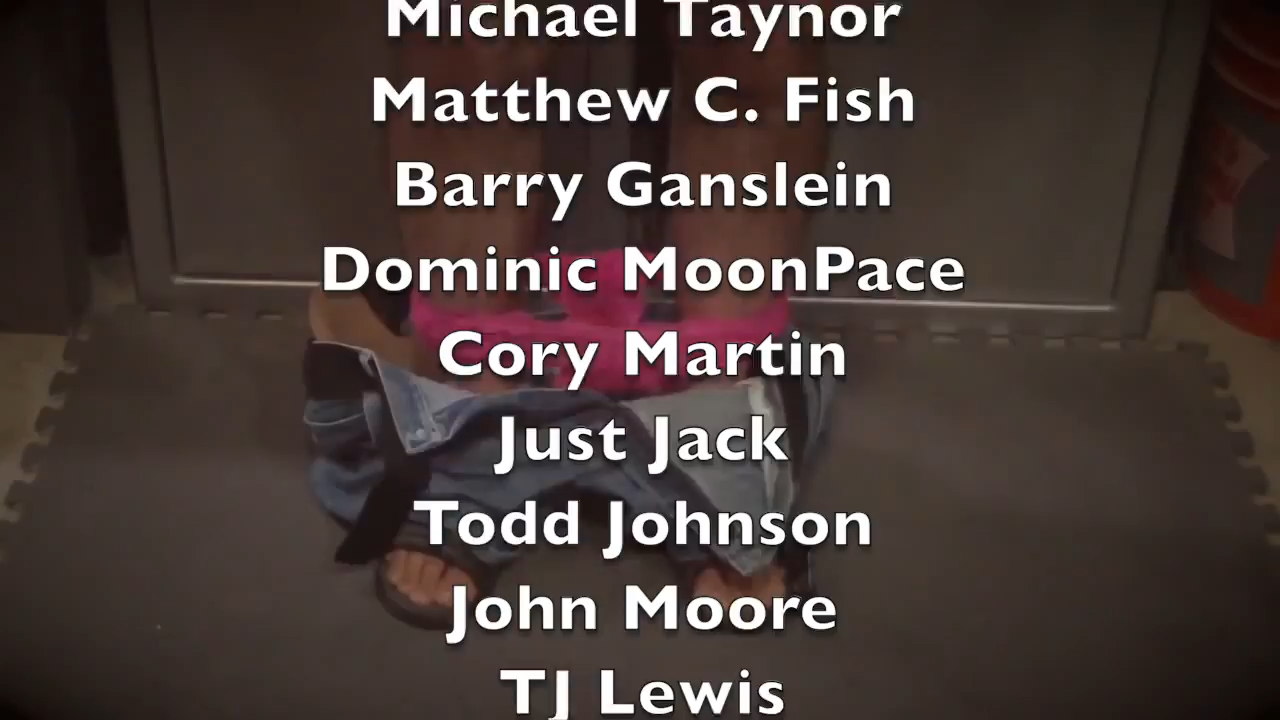 Michael Taynor
Matthew C. Fish
Barry Ganslein
Dominic MoonPace
Cory Martin
Just Jack
Todd Johnson
John Moore
TJ Lewis